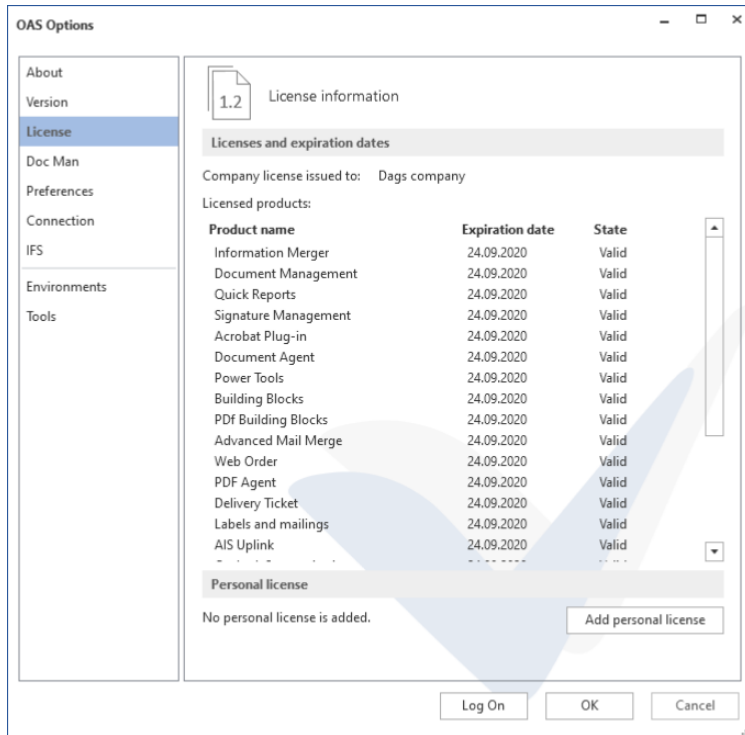 OAS Options
About
Version
License
Doc Man
Preferences
Connection
IFS
Environments
Tools
1.2 License information
Licenses and expiration dates
Company license issued to: Dags company
Licensed products:
Product name Expiration date State
Information Merger 24.09.2020 Valid
Document Management 24.09.2020 Valid
Quick Reports 24.09.2020 Valid
Signature Management 24.09.2020 Valid
Acrobat Plug-in 24.09.2020 Valid
Document Agent 24.09.2020 Valid
Power Tools 24.09.2020 Valid
Building Blocks 24.09.2020 Valid
PDf Building Blocks 24.09.2020 Valid
Advanced Mail Merge 24.09.2020 Valid
Web Order 24.09.2020 Valid
PDF Agent 24.09.2020 Valid
Delivery Ticket 24.09.2020 Valid
Labels and mailings 24.09.2020 Valid
AIS Uplink 24.09.2020 Valid
Personal license
No personal license is added. Add personal license
Log On OK Cancel